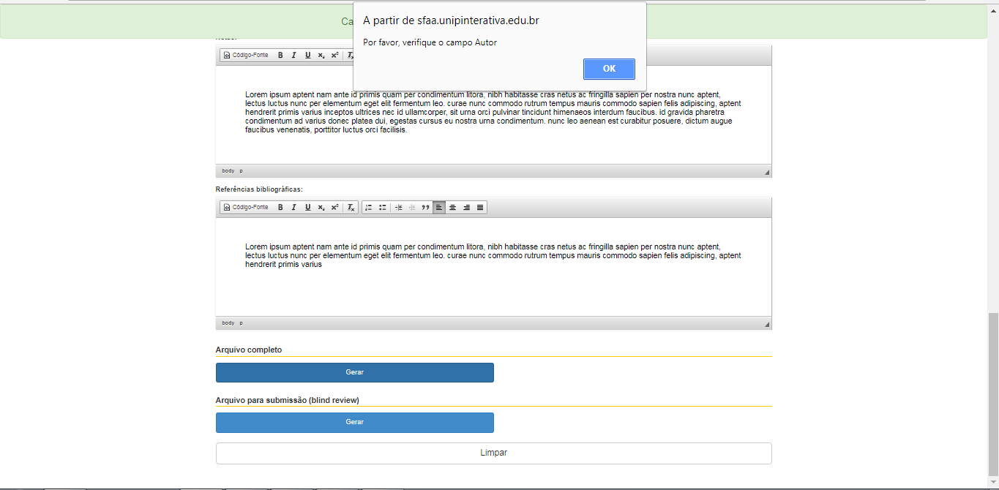 Ca
A partir de sfaa.unipinterativa.edu.br
Por favor, verifique o campo Autor
OK
Código-Fonte B I U x₂ x² Tx
Lorem ipsum aptent nam ante id primis quam per condimentum litora, nibh habitasse cras netus ac fringilla sapien per nostra nunc aptent,
lectus luctus nunc per elementum eget elit fermentum leo. curae nunc commodo rutrum tempus mauris commodo sapien felis adipiscing, aptent
hendrerit primis varius inceptos ultrices nec id ullamcorper, sit urna orci pulvinar tincidunt himenaeos interdum faucibus. id gravida pharetra
condimentum ad varius donec platea dui, egestas cursus eu nostra urna condimentum. nunc leo aenean est curabitur posuere, dictum augue
faucibus venenatis, porttitor luctus orci facilisis.
body p
Referências bibliográficas:
Código-Fonte B I U x₂ x² Tx
Lorem ipsum aptent nam ante id primis quam per condimentum litora, nibh habitasse cras netus ac fringilla sapien per nostra nunc aptent,
lectus luctus nunc per elementum eget elit fermentum leo. curae nunc commodo rutrum tempus mauris commodo sapien felis adipiscing, aptent
hendrerit primis varius
body p
Arquivo completo
Gerar
Arquivo para submissão (blind review)
Gerar
Limpar